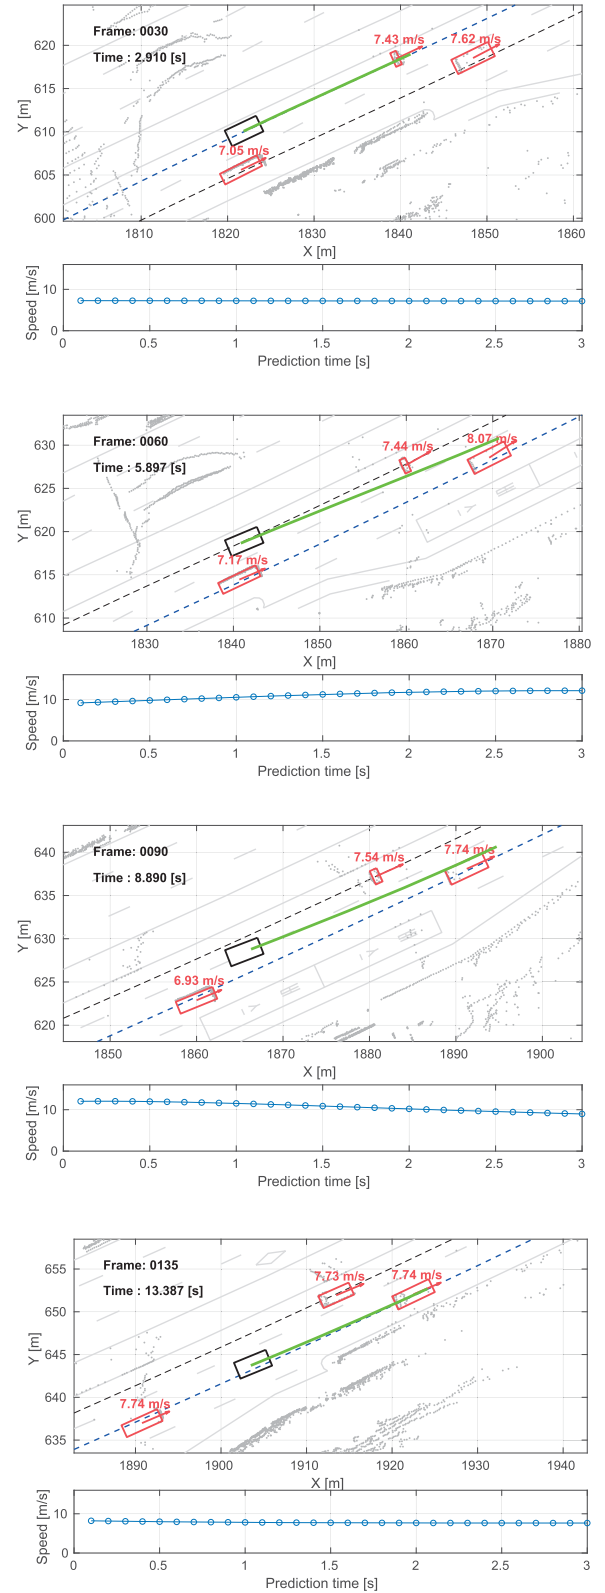 Frame: 0030
Time : 2.910 [s]
7.43 m/s
7.62 m/s
7.05 m/s
620
615
610
605
600
Y [m]
1810 1820 1830 1840 1850 1860
X [m]
10
0
Speed [m/s]
0 0.5 1 1.5 2 2.5 3
Prediction time [s]
Frame: 0060
Time : 5.897 [s]
7.44 m/s
8.07 m/s
7.17 m/s
630
625
620
615
610
Y [m]
1830 1840 1850 1860 1870 1880
X [m]
10
0
Speed [m/s]
0 0.5 1 1.5 2 2.5 3
Prediction time [s]
Frame: 0090
Time : 8.890 [s]
7.54 m/s
7.74 m/s
6.93 m/s
640
635
630
625
620
Y [m]
1850 1860 1870 1880 1890 1900
X [m]
10
0
Speed [m/s]
0 0.5 1 1.5 2 2.5 3
Prediction time [s]
Frame: 0135
Time : 13.387 [s]
7.73 m/s
7.74 m/s
7.74 m/s
655
650
645
640
635
Y [m]
1890 1900 1910 1920 1930 1940
X [m]
10
0
Speed [m/s]
0 0.5 1 1.5 2 2.5 3
Prediction time [s]